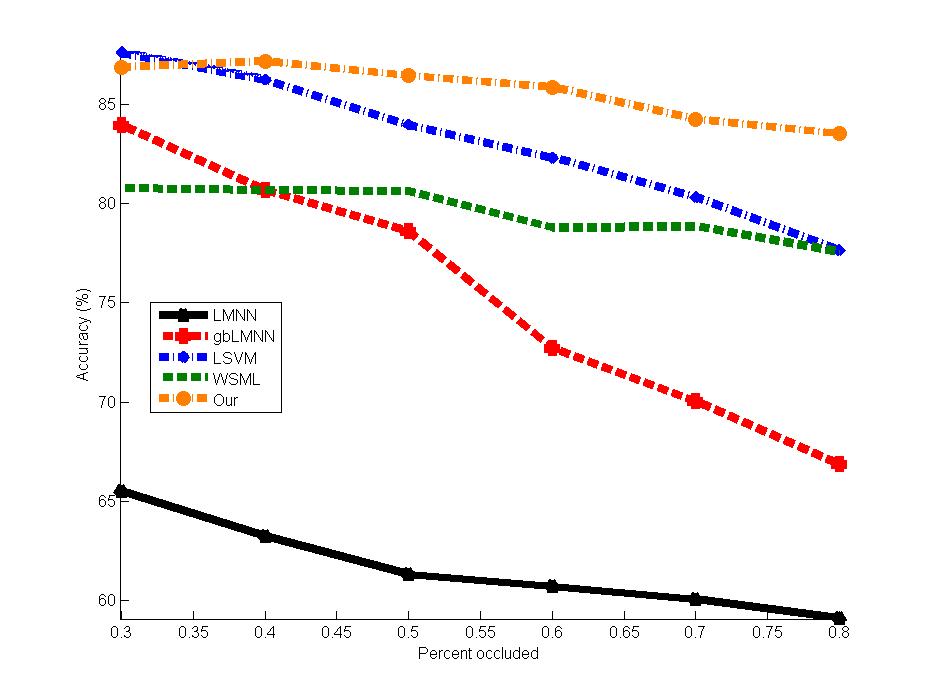 85
80
75
70
65
60
Accuracy (%)
LMNN
gbLMNN
LSVM
WSML
Our
0.3 0.35 0.4 0.45 0.5 0.55 0.6 0.65 0.7 0.75 0.8
Percent occluded